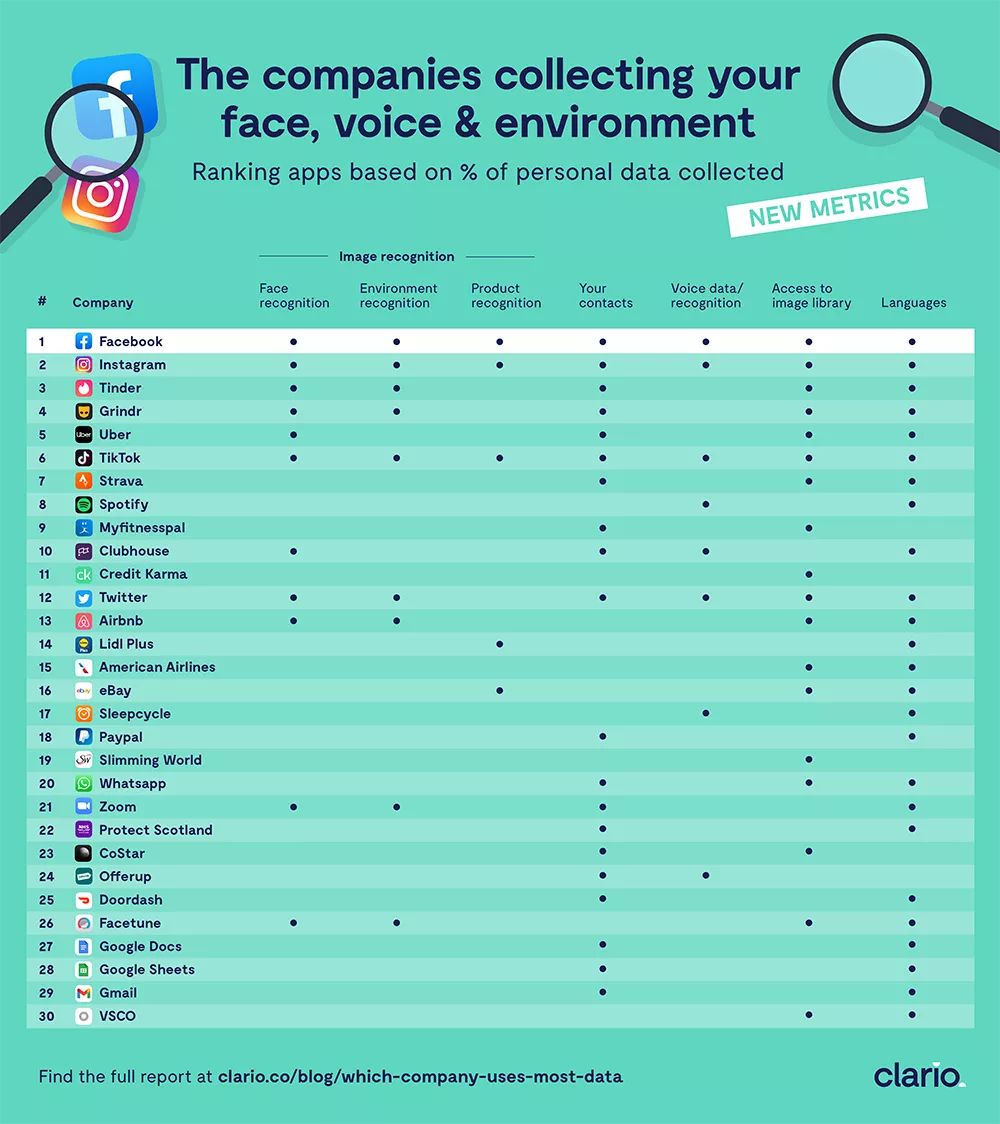 The companies collecting your
face, voice & environment
Ranking apps based on % of personal data collected
NEW METRICS
Image recognition
# Company Face recognition Environment recognition Product recognition Your contacts Voice data/ recognition Access to image library Languages
1 Facebook • • • • • • •
2 Instagram • • • • • • •
3 Tinder • • • • •
4 Grindr • • • • •
5 Uber • • • •
6 TikTok • • • • • • •
7 Strava • • •
8 Spotify • •
9 Myfitnesspal • •
10 Clubhouse • • • •
11 Credit Karma •
12 Twitter • • • • • •
13 Airbnb • • • •
14 Lidl Plus • •
15 American Airlines • •
16 eBay • • •
17 Sleepcycle • •
18 Paypal • •
19 Slimming World •
20 Whatsapp • • •
21 Zoom • • • •
22 Protect Scotland • •
23 CoStar • •
24 Offerup • •
25 Doordash • •
26 Facetune • • • •
27 Google Docs • •
28 Google Sheets • •
29 Gmail • •
30 VSCO • •
Find the full report at clario.co/blog/which-company-uses-most-data
clario.